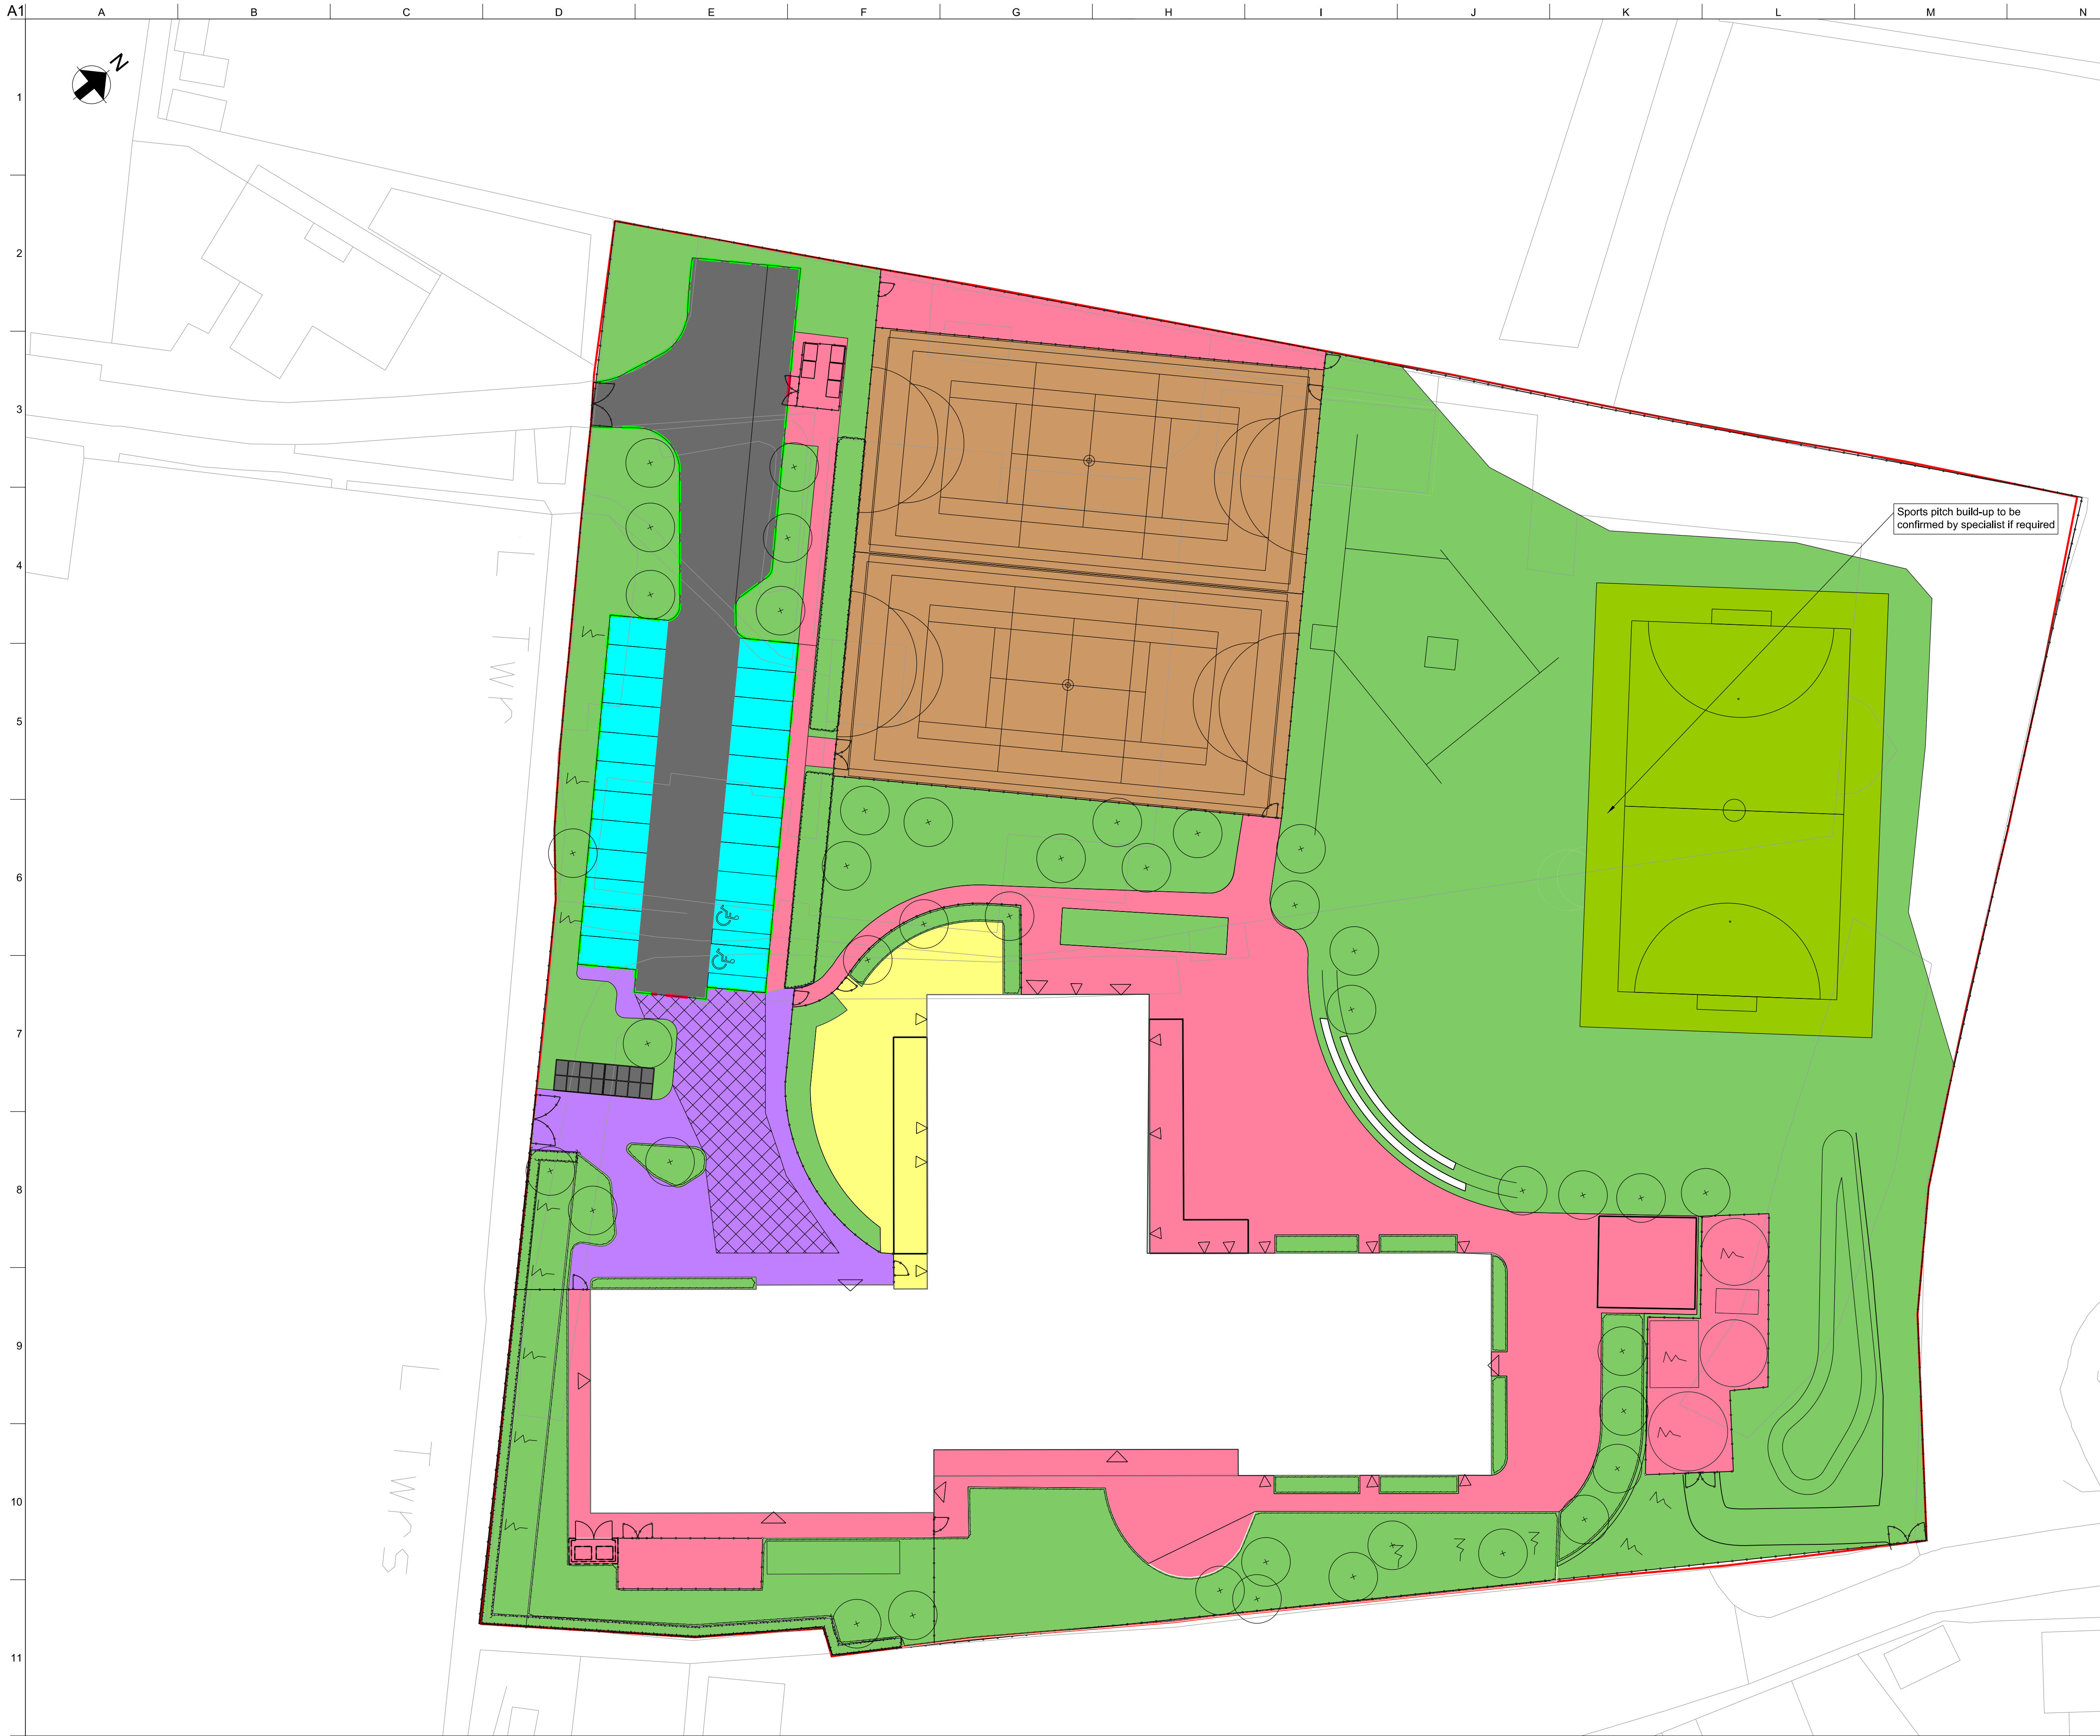 A1
A B C D E F G H I J K L M N
N
1
2
3
Sports pitch build-up to be
confirmed by specialist if required
4
5
6
7
8
9
10
11